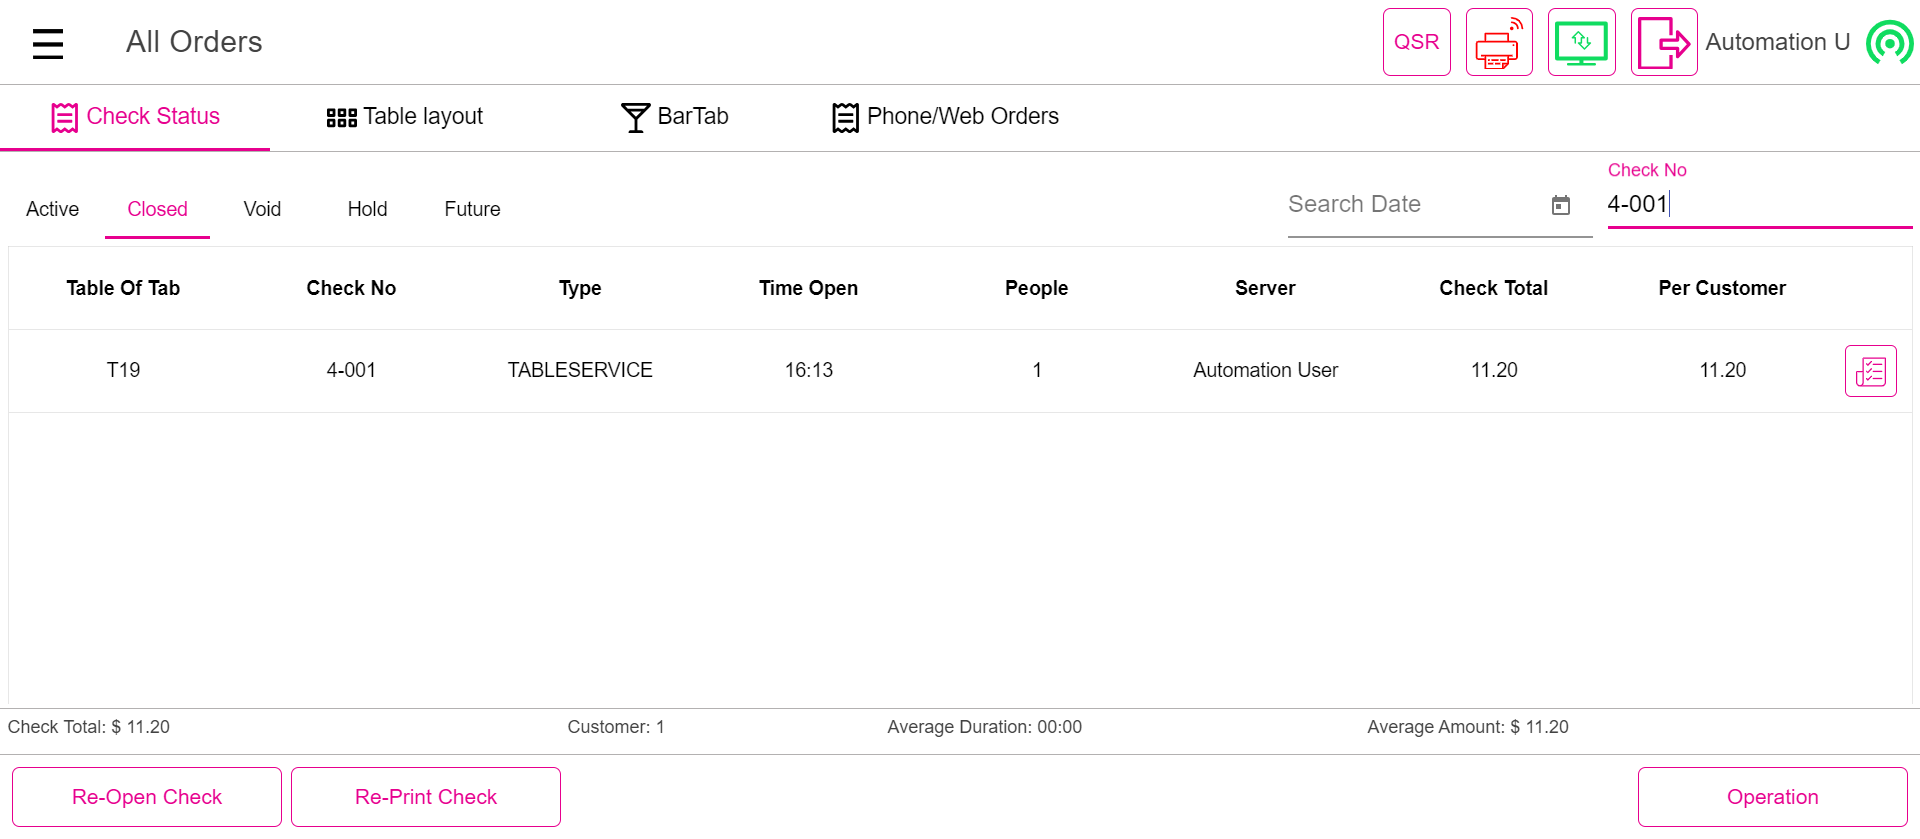 All Orders
QSR
Automation U
Check Status
Table layout
BarTab
Phone/Web Orders
Active
Closed
Void
Hold
Future
Search Date
Check No
4-001
Table Of Tab Check No Type Time Open People Server Check Total Per Customer
T19 4-001 TABLESERVICE 16:13 1 Automation User 11.20 11.20
Check Total: $ 11.20
Customer: 1
Average Duration: 00:00
Average Amount: $ 11.20
Re-Open Check
Re-Print Check
Operation